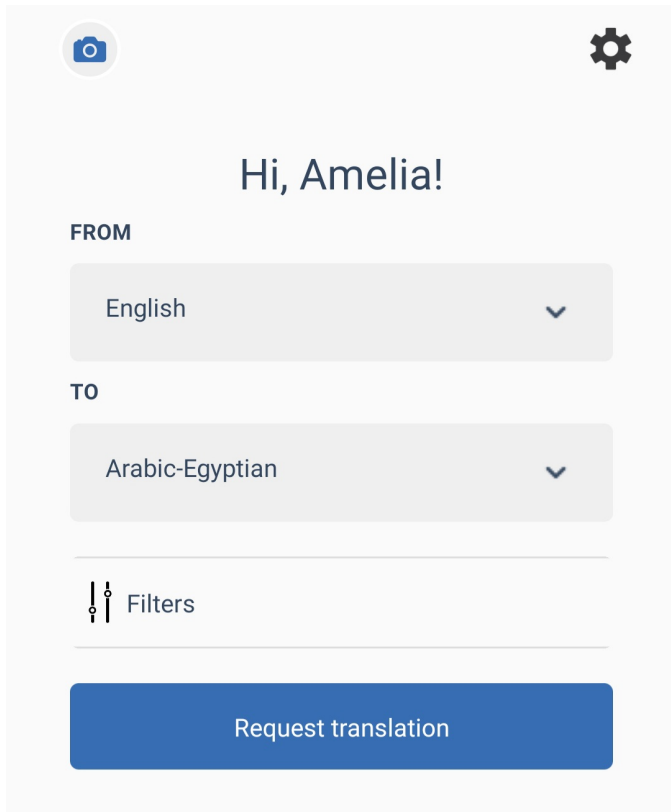 Hi, Amelia!
FROM
English
TO
Arabic-Egyptian
Filters
Request translation